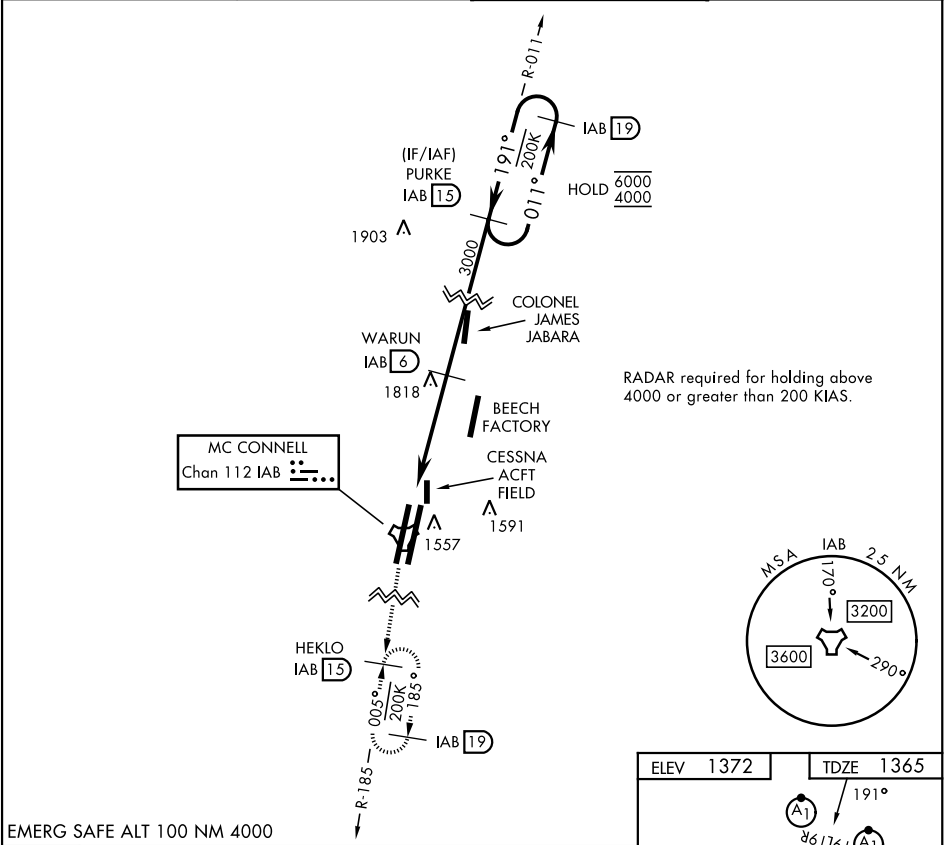 R-011
IAB 19
191°
200K
011°
HOLD 6000
4000
(IF/IAF)
PURKE
IAB 15
1903
3000
COLONEL
JAMES
JABARA
WARUN
IAB 6
1818
RADAR required for holding above
4000 or greater than 200 KIAS.
BEECH
FACTORY
MC CONNELL
Chan 112 IAB
CESSNA
ACFT
FIELD
1591
1557
MSA IAB 25 NM
170°
3200
3600
290°
HEKLO
IAB 15
005°
200K
185°
IAB 19
R-185
ELEV 1372
TDZE 1365
191°
A1
A1
EMERG SAFE ALT 100 NM 4000